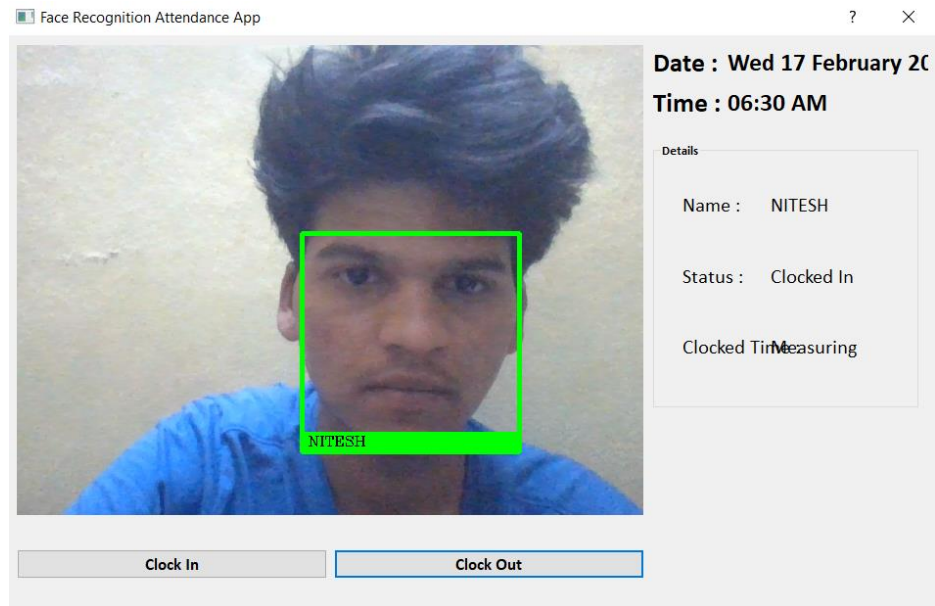 Face Recognition Attendance App
Date : Wed 17 February 20
Time : 06:30 AM
Details
Name : NITESH
Status : Clocked In
Clocked Time : Measuring
NITESH
Clock In
Clock Out